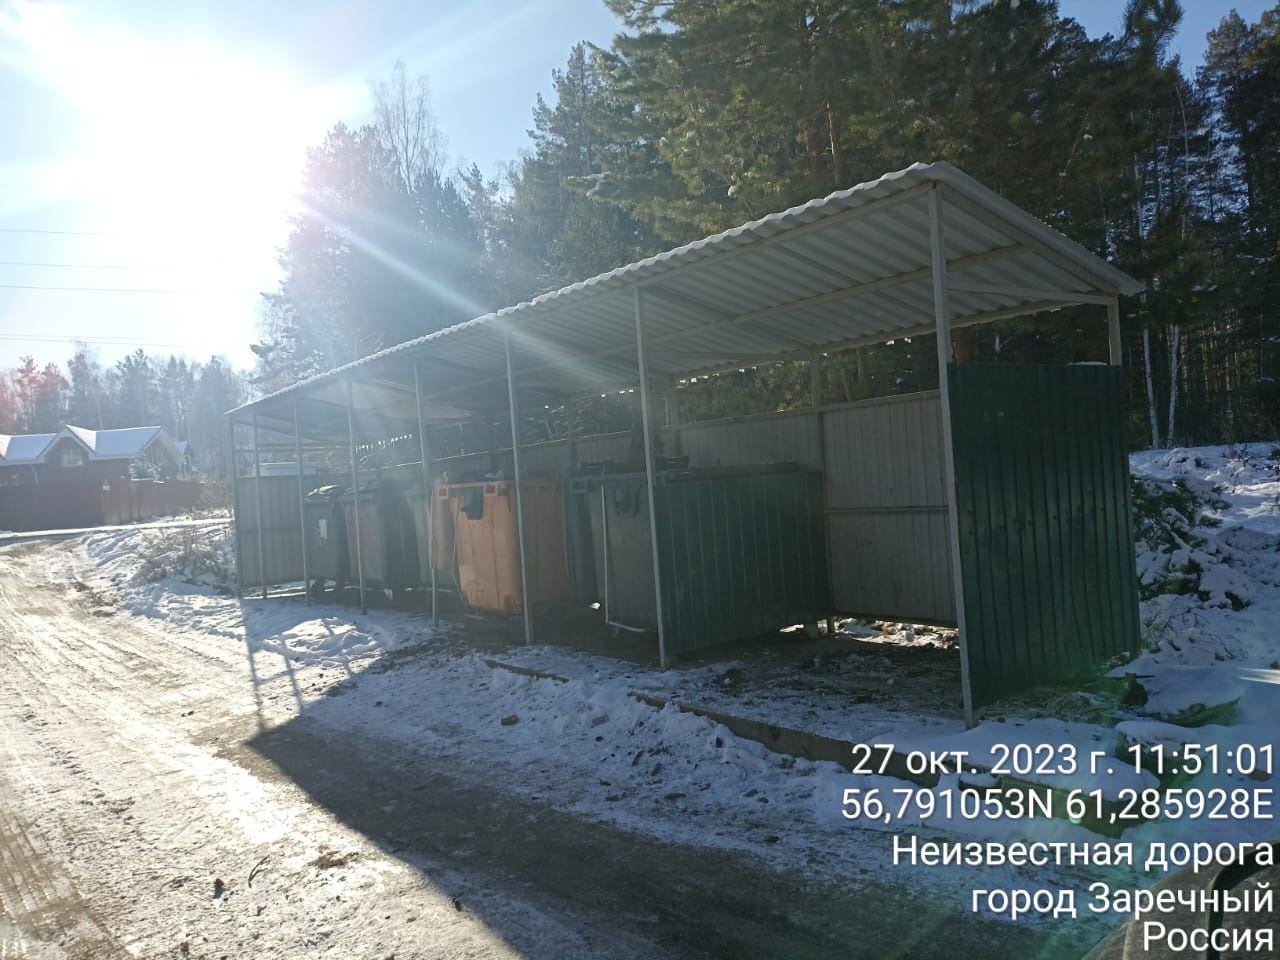 27 окт. 2023 г. 11:51:01
56,791053N 61,285928E
Неизвестная дорога
город Заречный
Россия